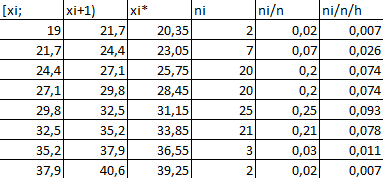 [xi; xi+1) xi* ni ni/n ni/n/h
19 21,7 20,35 2 0,02 0,007
21,7 24,4 23,05 7 0,07 0,026
24,4 27,1 25,75 20 0,2 0,074
27,1 29,8 28,45 20 0,2 0,074
29,8 32,5 31,15 25 0,25 0,093
32,5 35,2 33,85 21 0,21 0,078
35,2 37,9 36,55 3 0,03 0,011
37,9 40,6 39,25 2 0,02 0,007